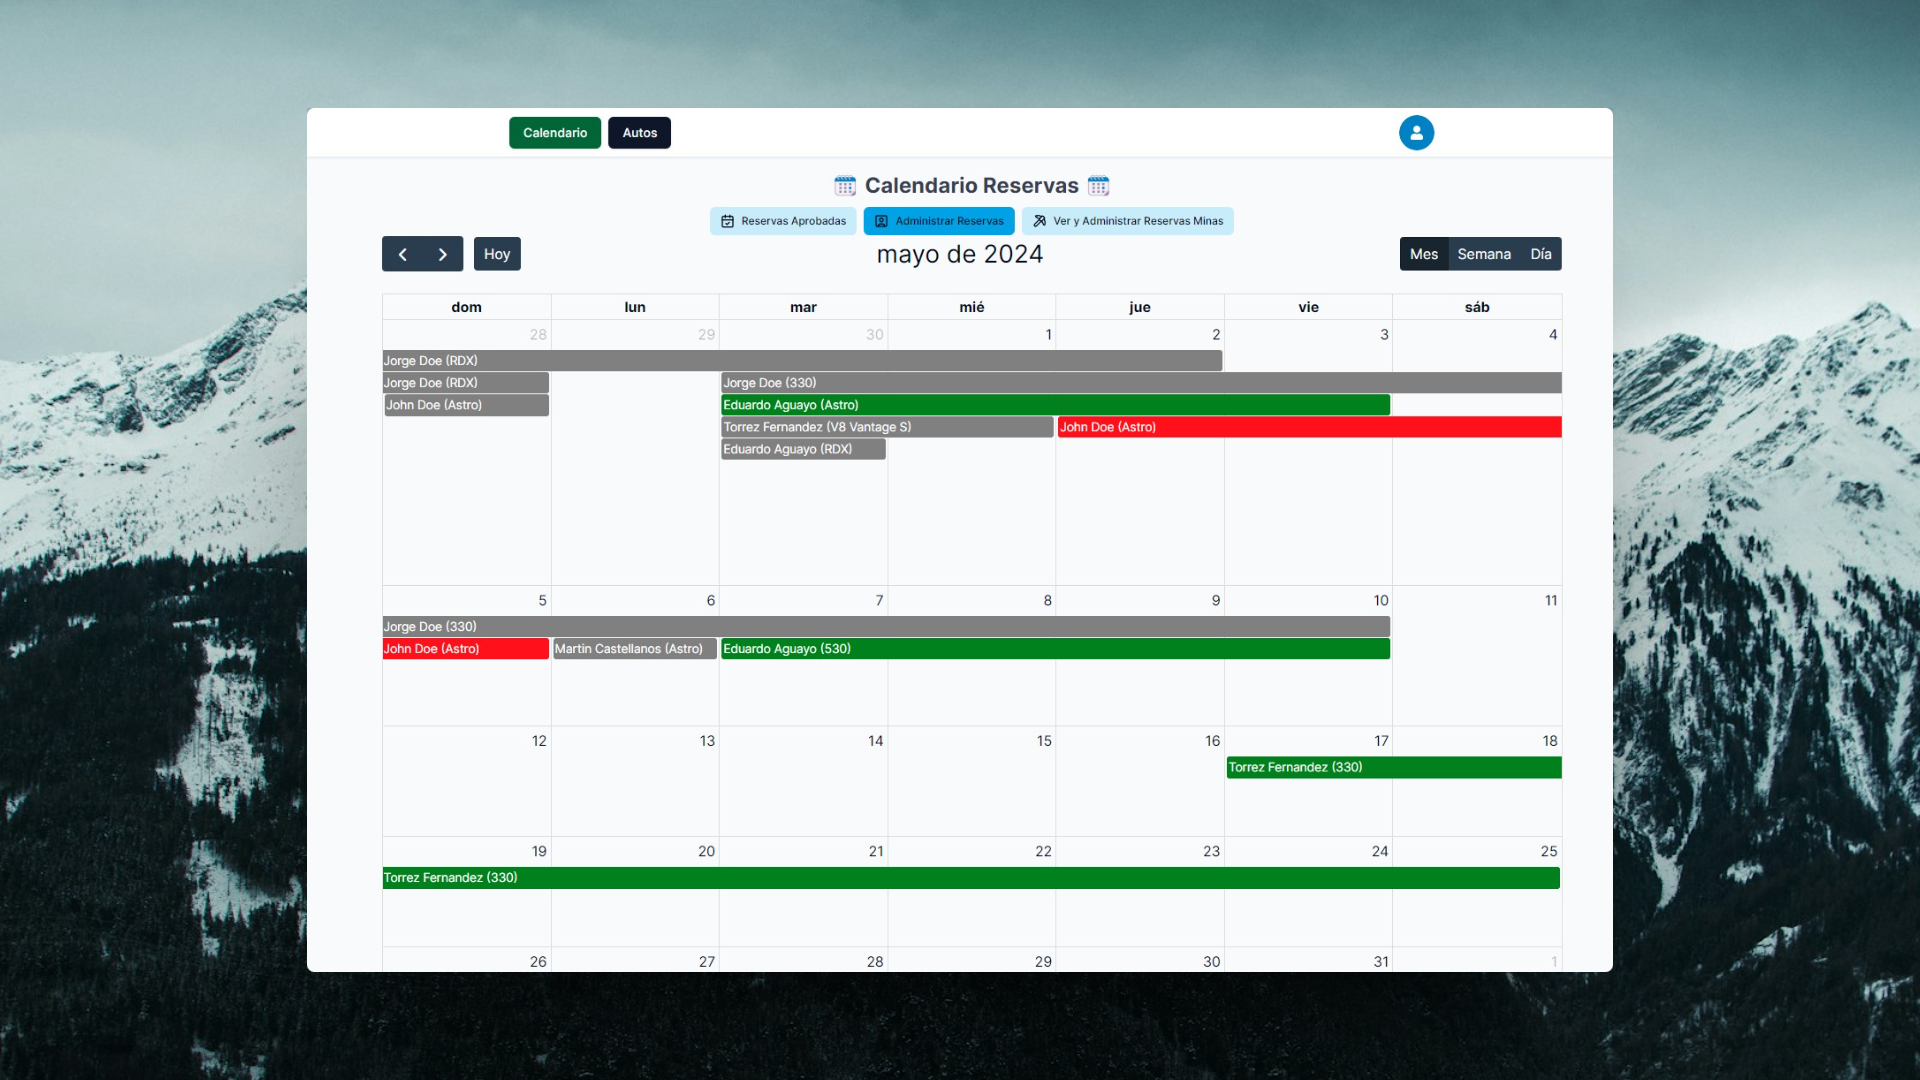 Calendario Autos
Calendario Reservas
Reservas Aprobadas Administrar Reservas Ver y Administrar Reservas Minas
Hoy mayo de 2024 Mes Semana Día
dom lun mar mié jue vie sáb
28 29 30 1 2 3 4
Jorge Doe (RDX)
Jorge Doe (RDX) Jorge Doe (330)
John Doe (Astro) Eduardo Aguayo (Astro)
Torrez Fernandez (V8 Vantage S) John Doe (Astro)
Eduardo Aguayo (RDX)
5 6 7 8 9 10 11
Jorge Doe (330)
John Doe (Astro) Martin Castellanos (Astro) Eduardo Aguayo (530)
12 13 14 15 16 17 18
Torrez Fernandez (330)
19 20 21 22 23 24 25
Torrez Fernandez (330)
26 27 28 29 30 31 1